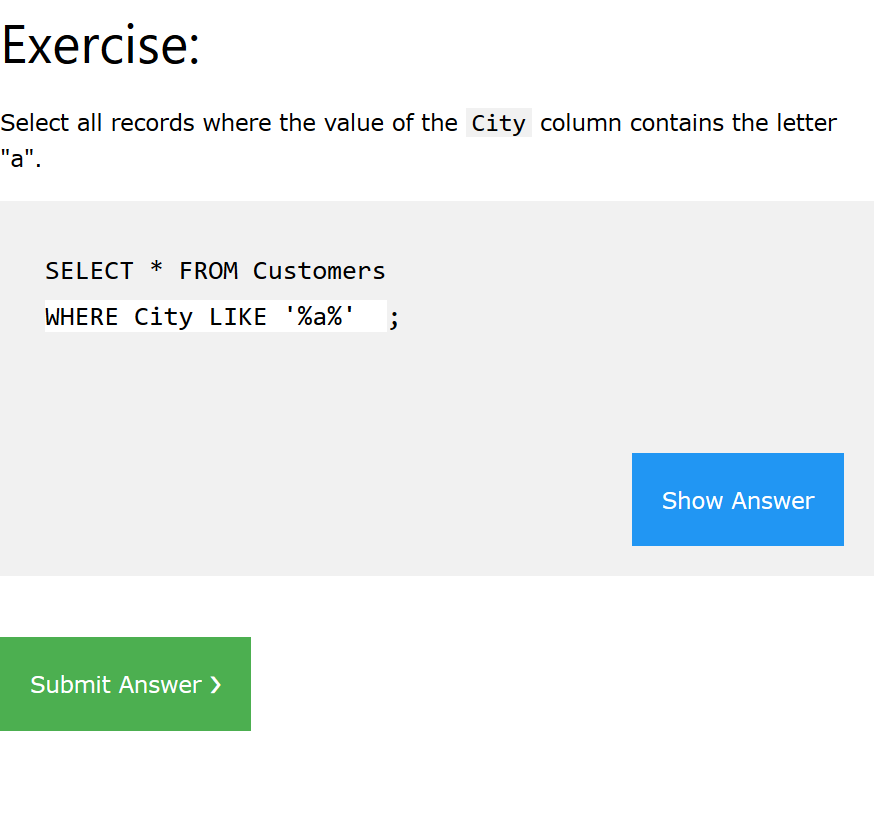 Exercise:
Select all records where the value of the City column contains the letter
"a".
SELECT * FROM Customers
WHERE City LIKE '%a%' ;
Show Answer
Submit Answer ❯